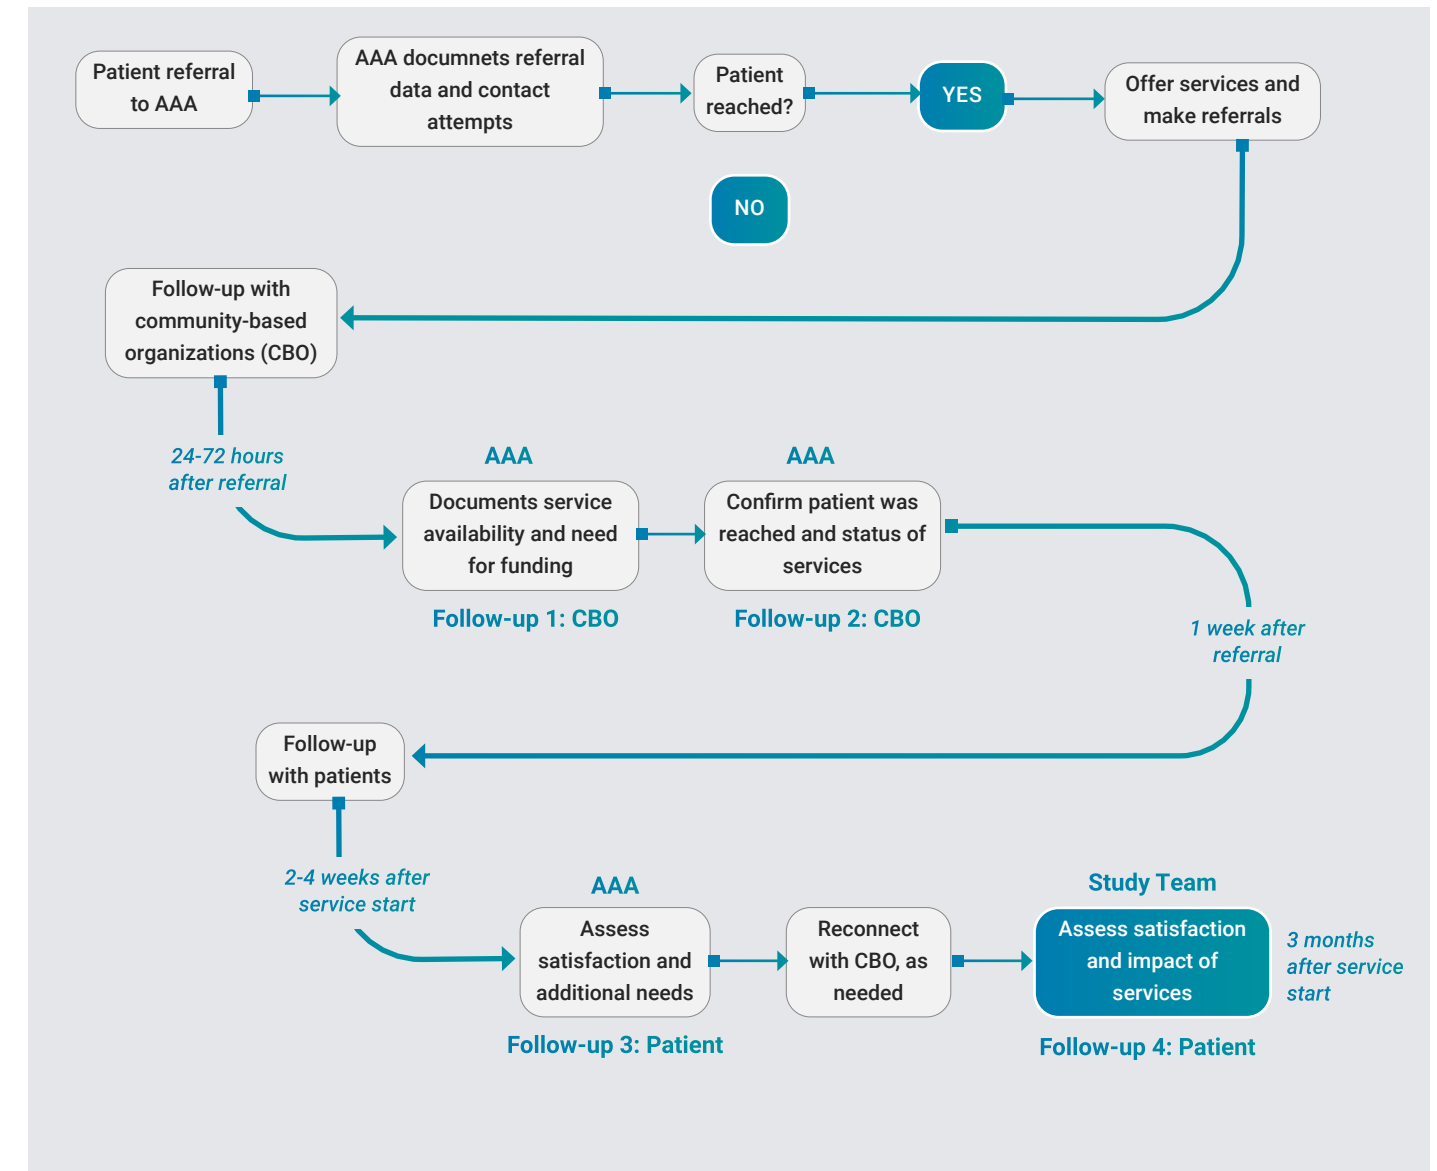 Patient referral
to AAA
AAA documnets referral
data and contact
attempts
Patient
reached?
YES
Offer services and
make referrals
NO
Follow-up with
community-based
organizations (CBO)
24-72 hours
after referral
AAA
Documents service
availability and need
for funding
Follow-up 1: CBO
AAA
Confirm patient was
reached and status of
services
Follow-up 2: CBO
1 week after
referral
Follow-up
with patients
2-4 weeks after
service start
AAA
Assess
satisfaction and
additional needs
Follow-up 3: Patient
Reconnect
with CBO, as
needed
Study Team
Assess satisfaction
and impact of
services
Follow-up 4: Patient
3 months
after service
start